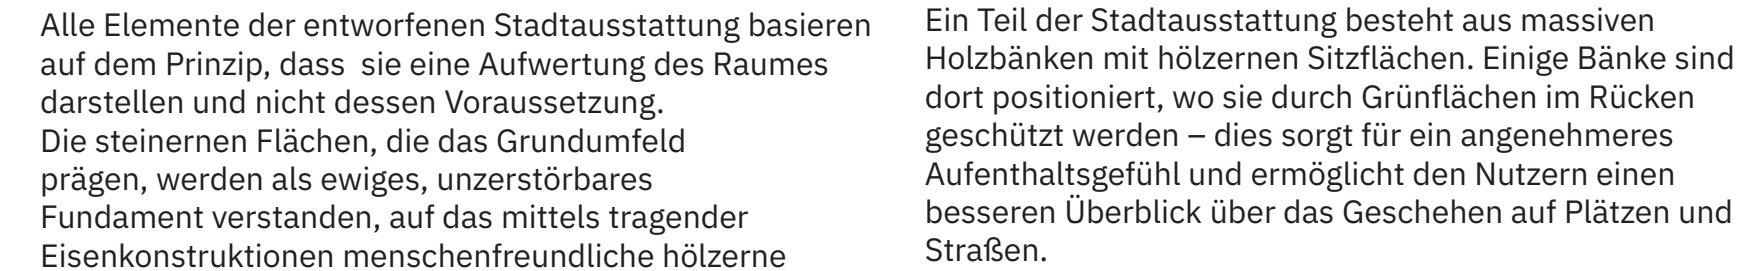 Alle Elemente der entworfenen Stadtausstattung basieren
auf dem Prinzip, dass  sie eine Aufwertung des Raumes
darstellen und nicht dessen Voraussetzung.
Die steinernen Flächen, die das Grundumfeld
prägen, werden als ewiges, unzerstörbares
Fundament verstanden, auf das mittels tragender
Eisenkonstruktionen menschenfreundliche hölzerne
Ein Teil der Stadtausstattung besteht aus massiven
Holzbänken mit hölzernen Sitzflächen. Einige Bänke sind
dort positioniert, wo sie durch Grünflächen im Rücken
geschützt werden – dies sorgt für ein angenehmeres
Aufenthaltsgefühl und ermöglicht den Nutzern einen
besseren Überblick über das Geschehen auf Plätzen und
Straßen.